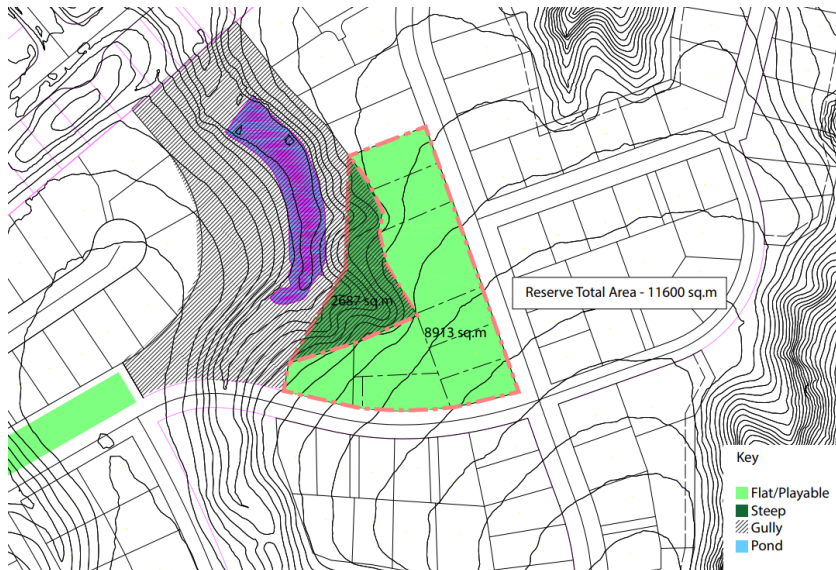 2687 sq.m
Reserve Total Area - 11600 sq.m
8913 sq.m
Key
Flat/Playable
Steep
Gully
Pond